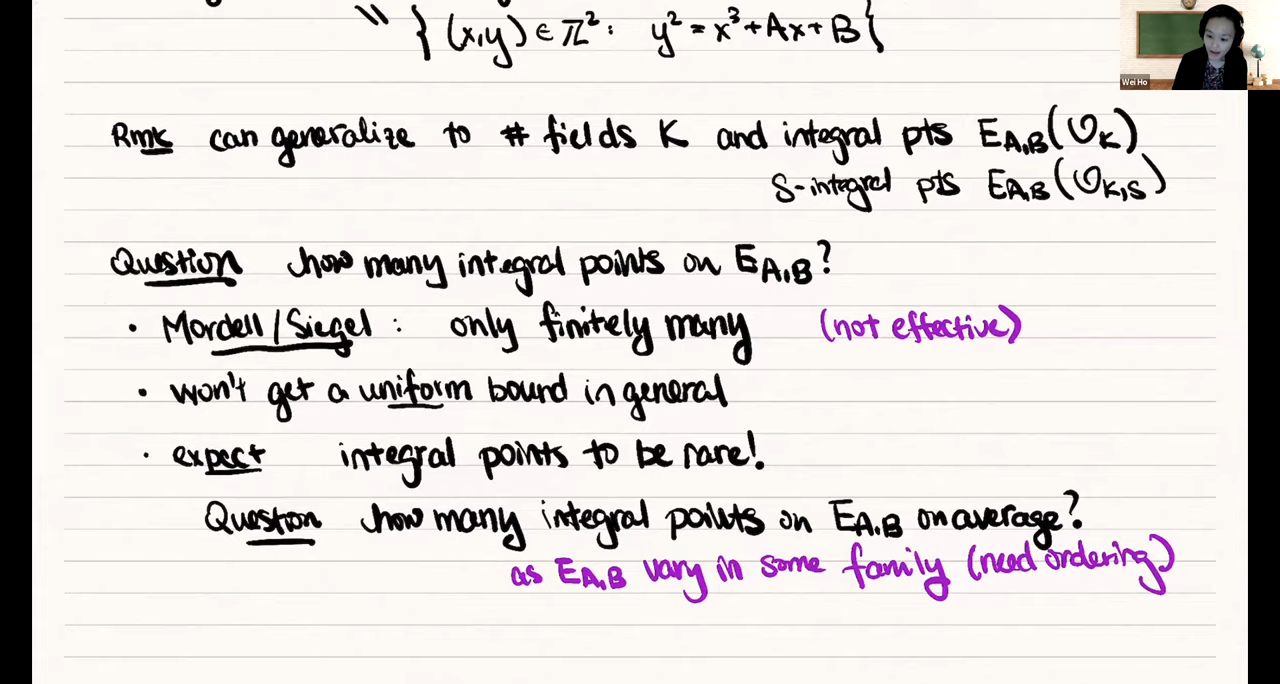 " { (x,y) ∈ ℤ² : y² = x³ + Ax + B }
Wei Ho
Rmk can generalize to # fields K and integral pts E_{A,B}(𝒪_K)
S-integral pts E_{A,B}(𝒪_{K,S})
Question how many integral points on E_{A,B}?
· Mordell/Siegel : only finitely many (not effective)
· won't get a uniform bound in general
· expect integral points to be rare!
Question how many integral points on E_{A,B} on average?
as E_{A,B} vary in some family (need ordering)